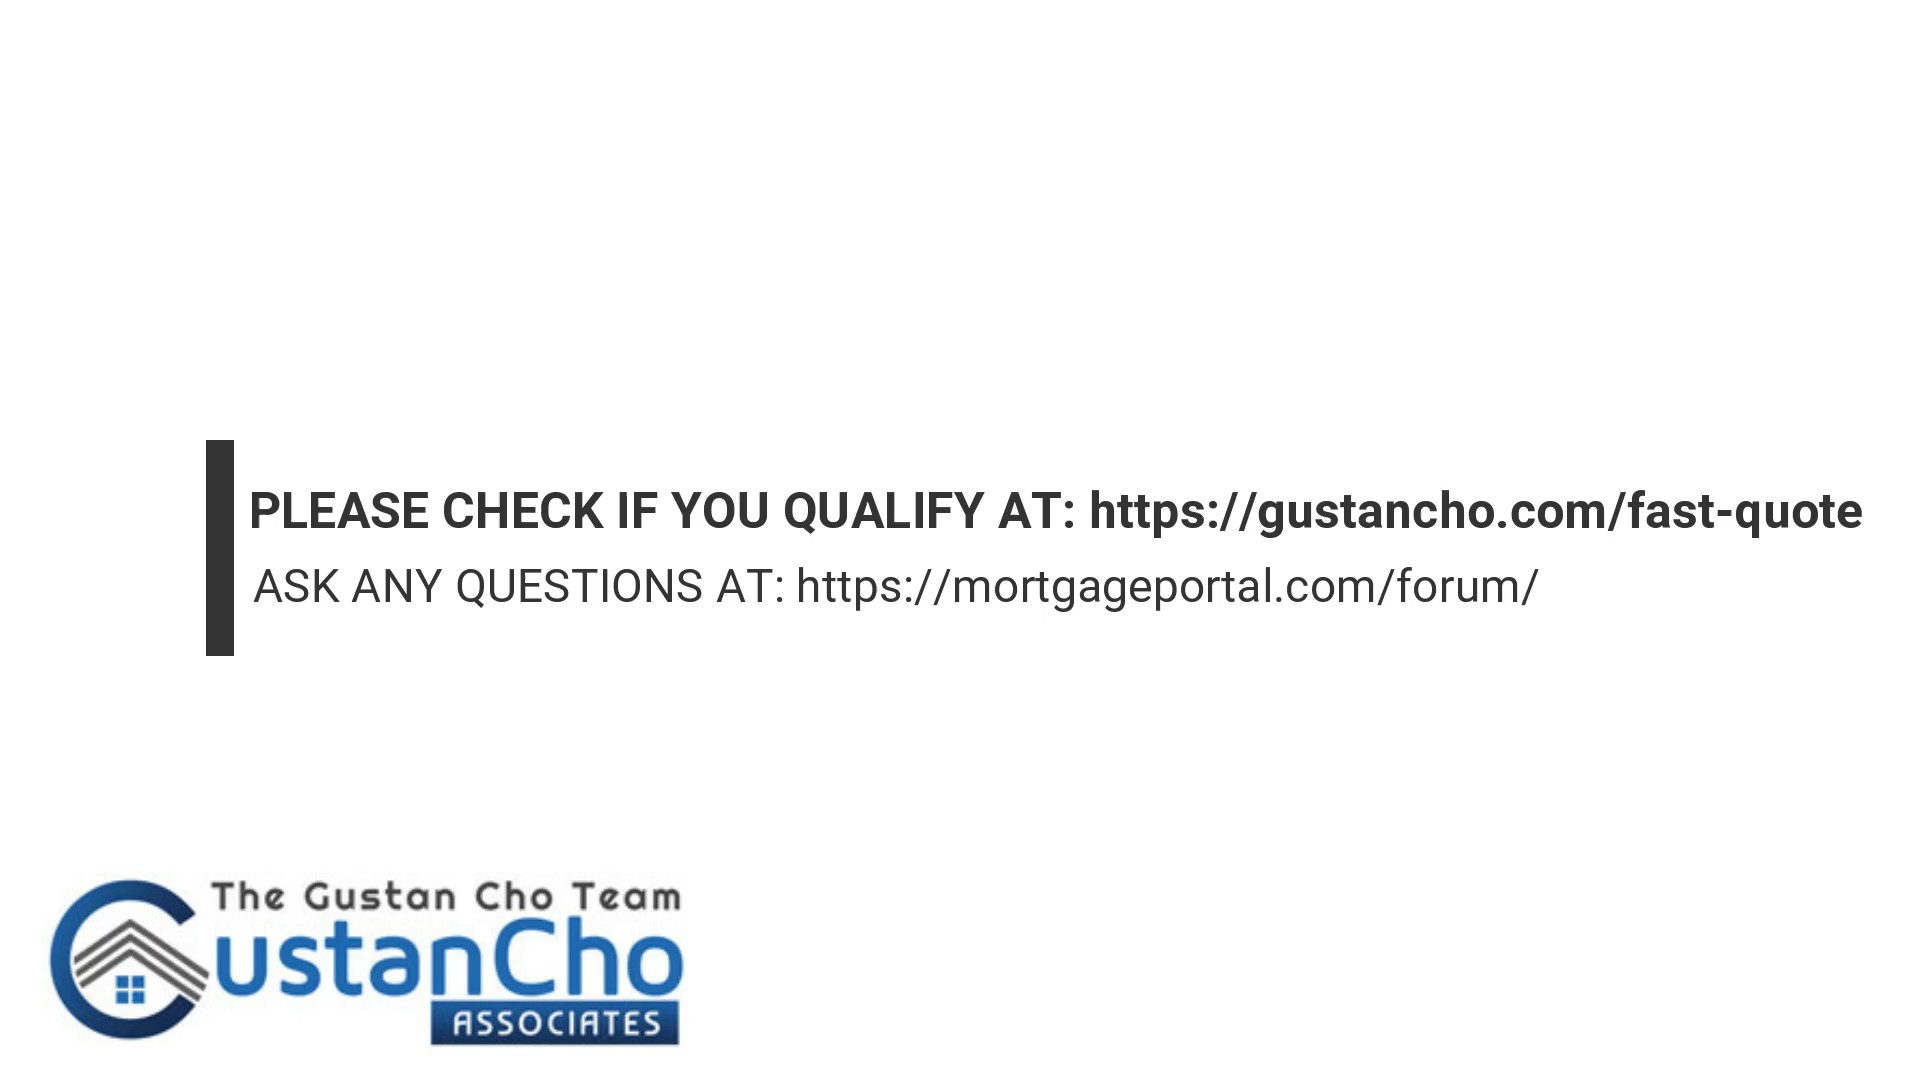 PLEASE CHECK IF YOU QUALIFY AT: https://gustancho.com/fast-quote
ASK ANY QUESTIONS AT: https://mortgageportal.com/forum/
The Gustan Cho Team
GustanCho
ASSOCIATES